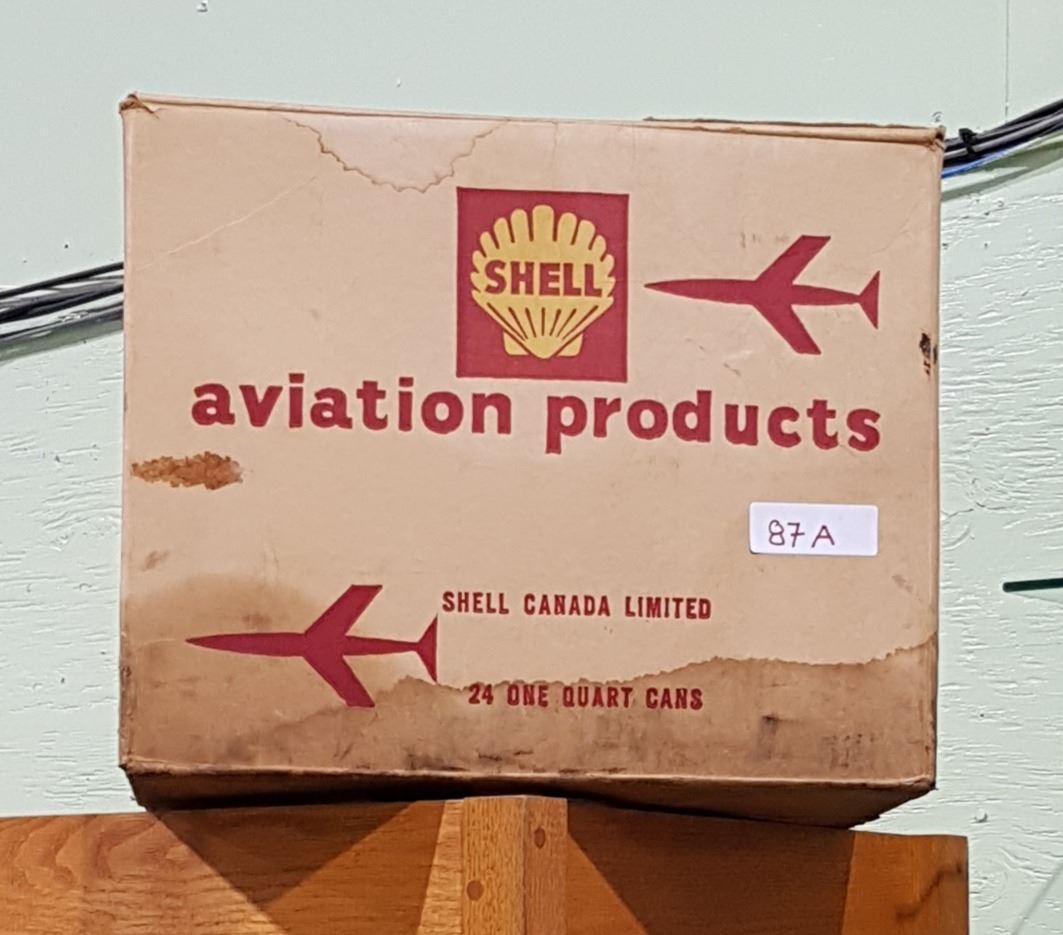 SHELL
aviation products
87A
SHELL CANADA LIMITED
24 ONE QUART CANS